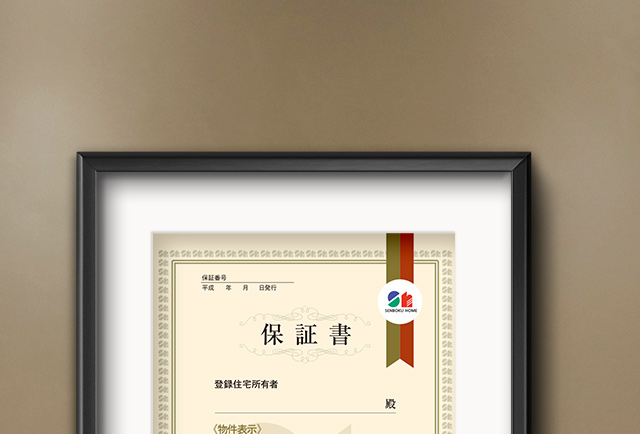 保証番号
平成　　年　　月　　日発行
SENBOKU HOME
保証書
登録住宅所有者
殿
〈物件表示〉